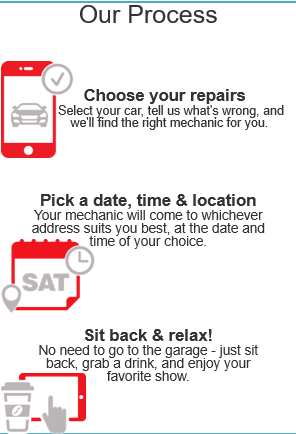 Our Process
Choose your repairs
Select your car, tell us what's wrong, and
we'll find the right mechanic for you.
Pick a date, time & location
Your mechanic will come to whichever
address suits you best, at the date and
time of your choice.
SAT
Sit back & relax!
No need to go to the garage - just sit
back, grab a drink, and enjoy your
favorite show.